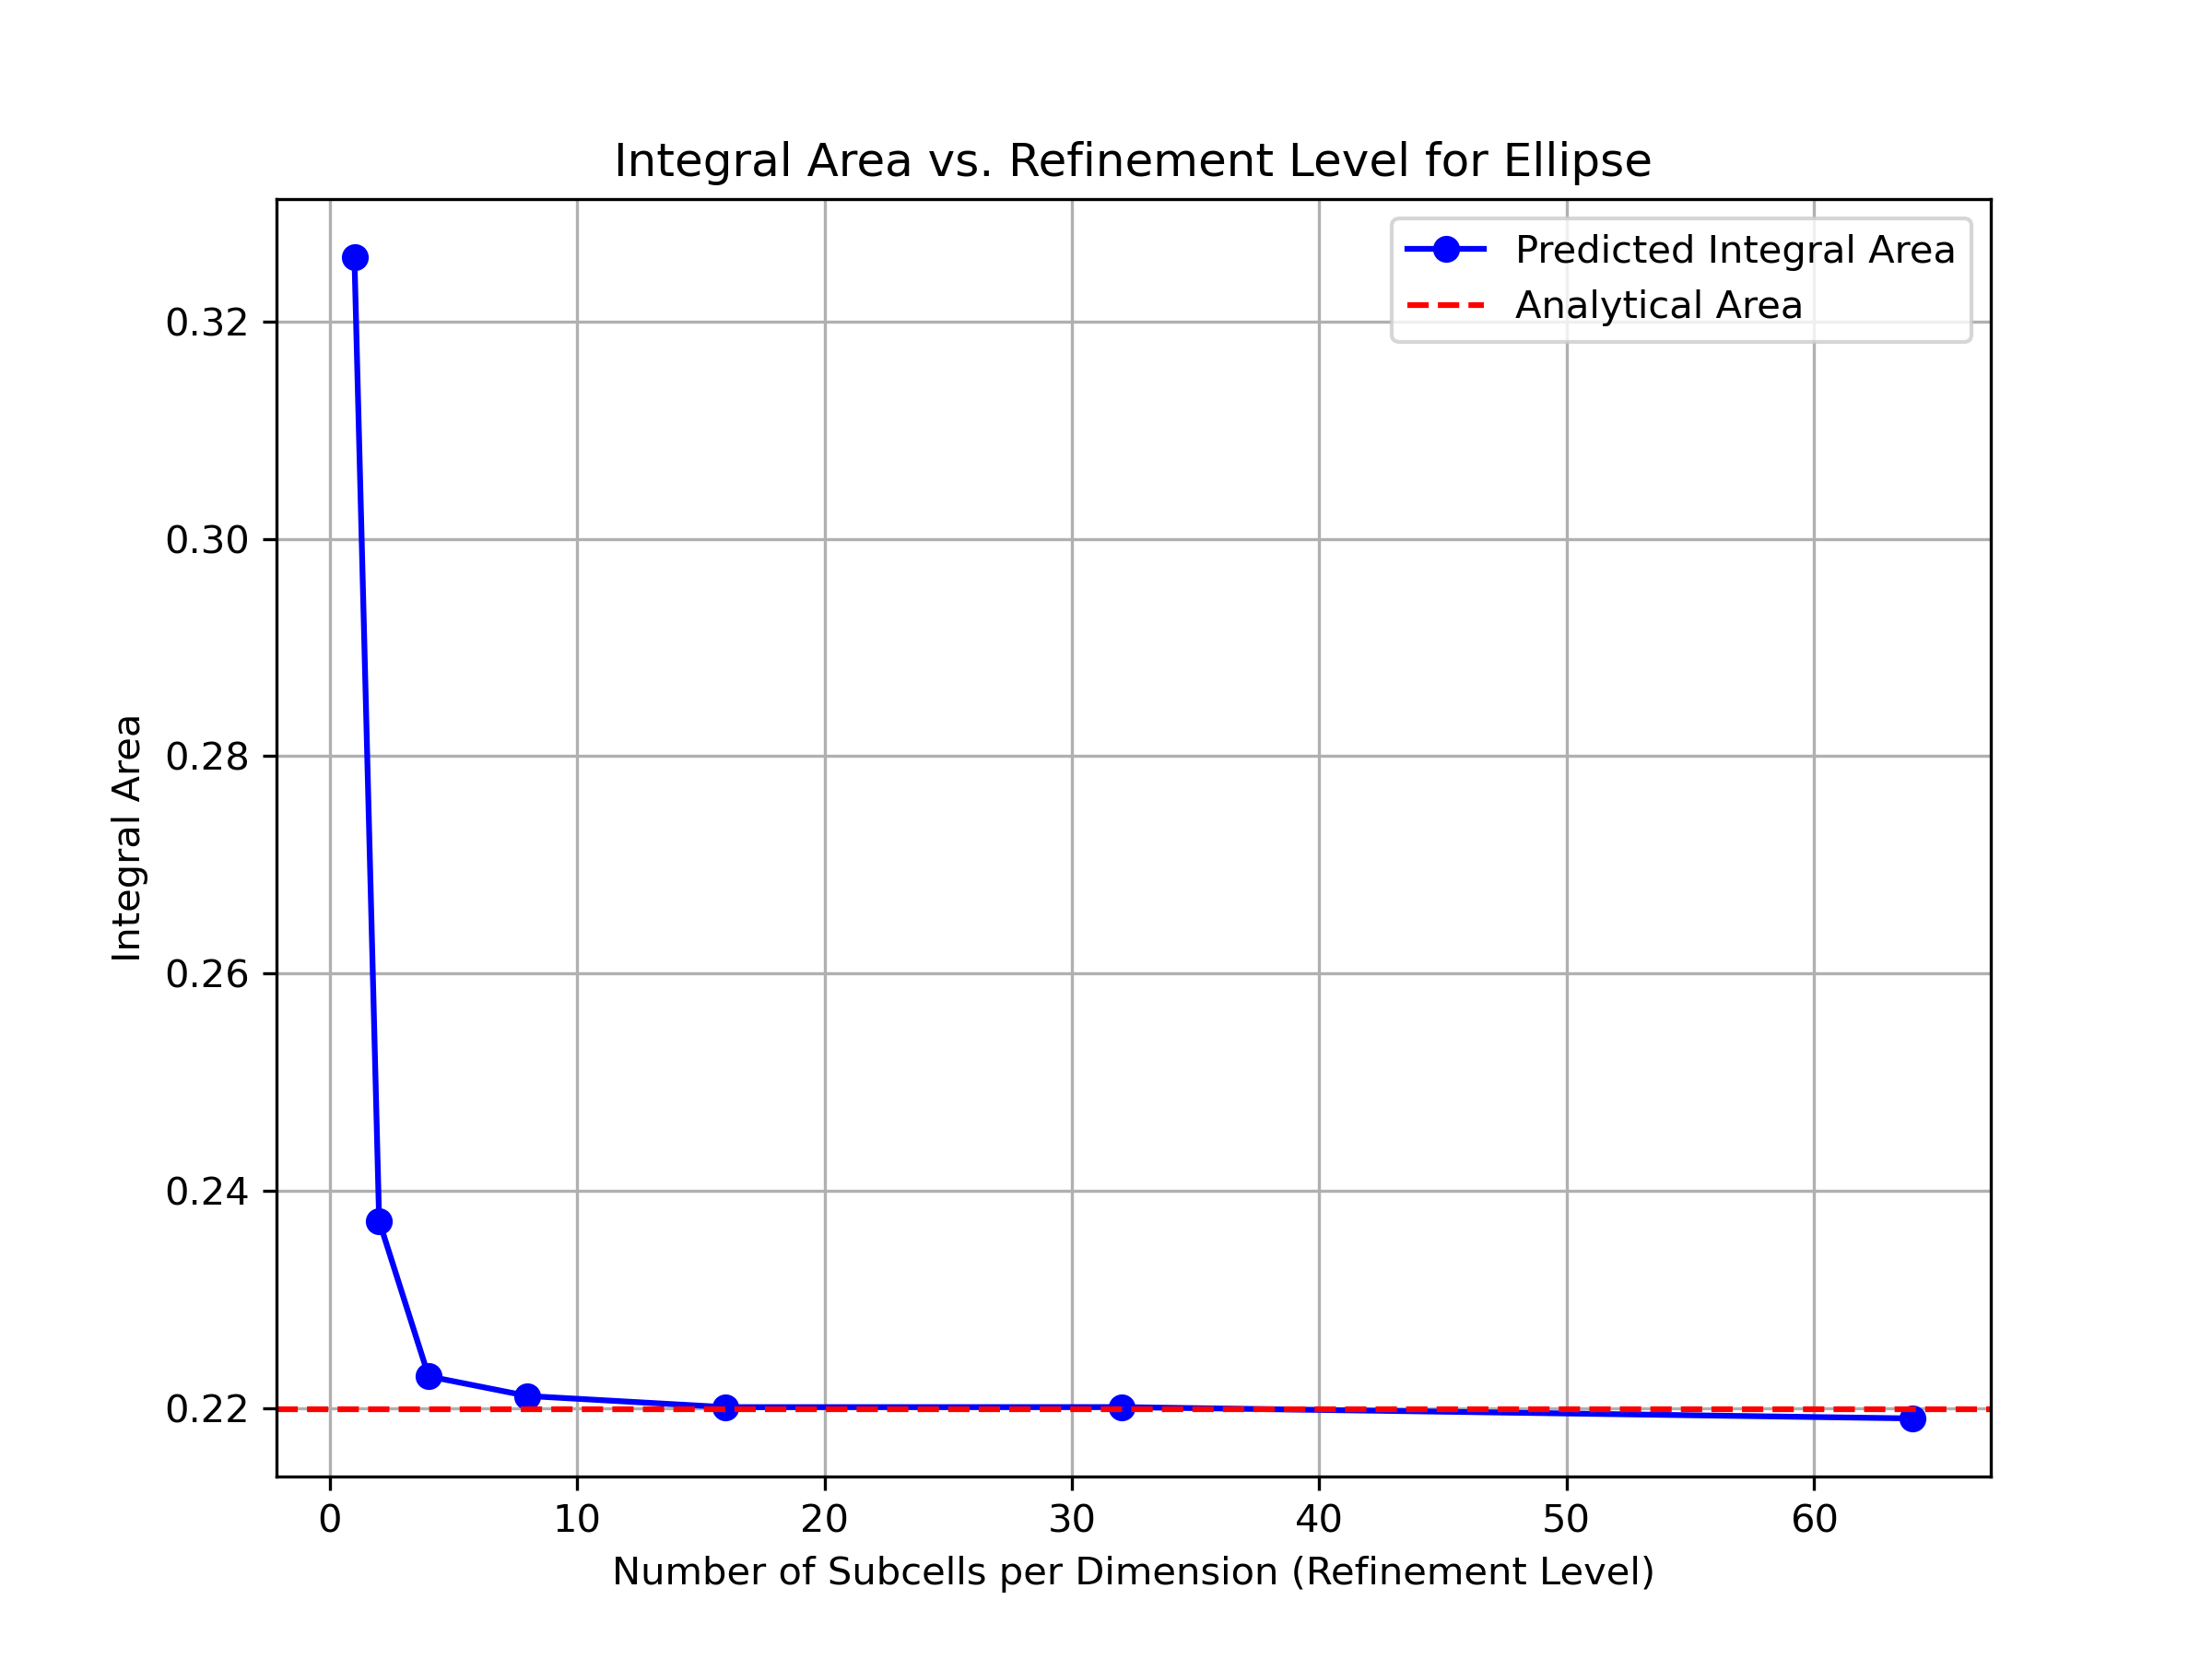 Integral Area vs. Refinement Level for Ellipse
Predicted Integral Area
Analytical Area
Integral Area
0.32
0.30
0.28
0.26
0.24
0.22
0 10 20 30 40 50 60
Number of Subcells per Dimension (Refinement Level)